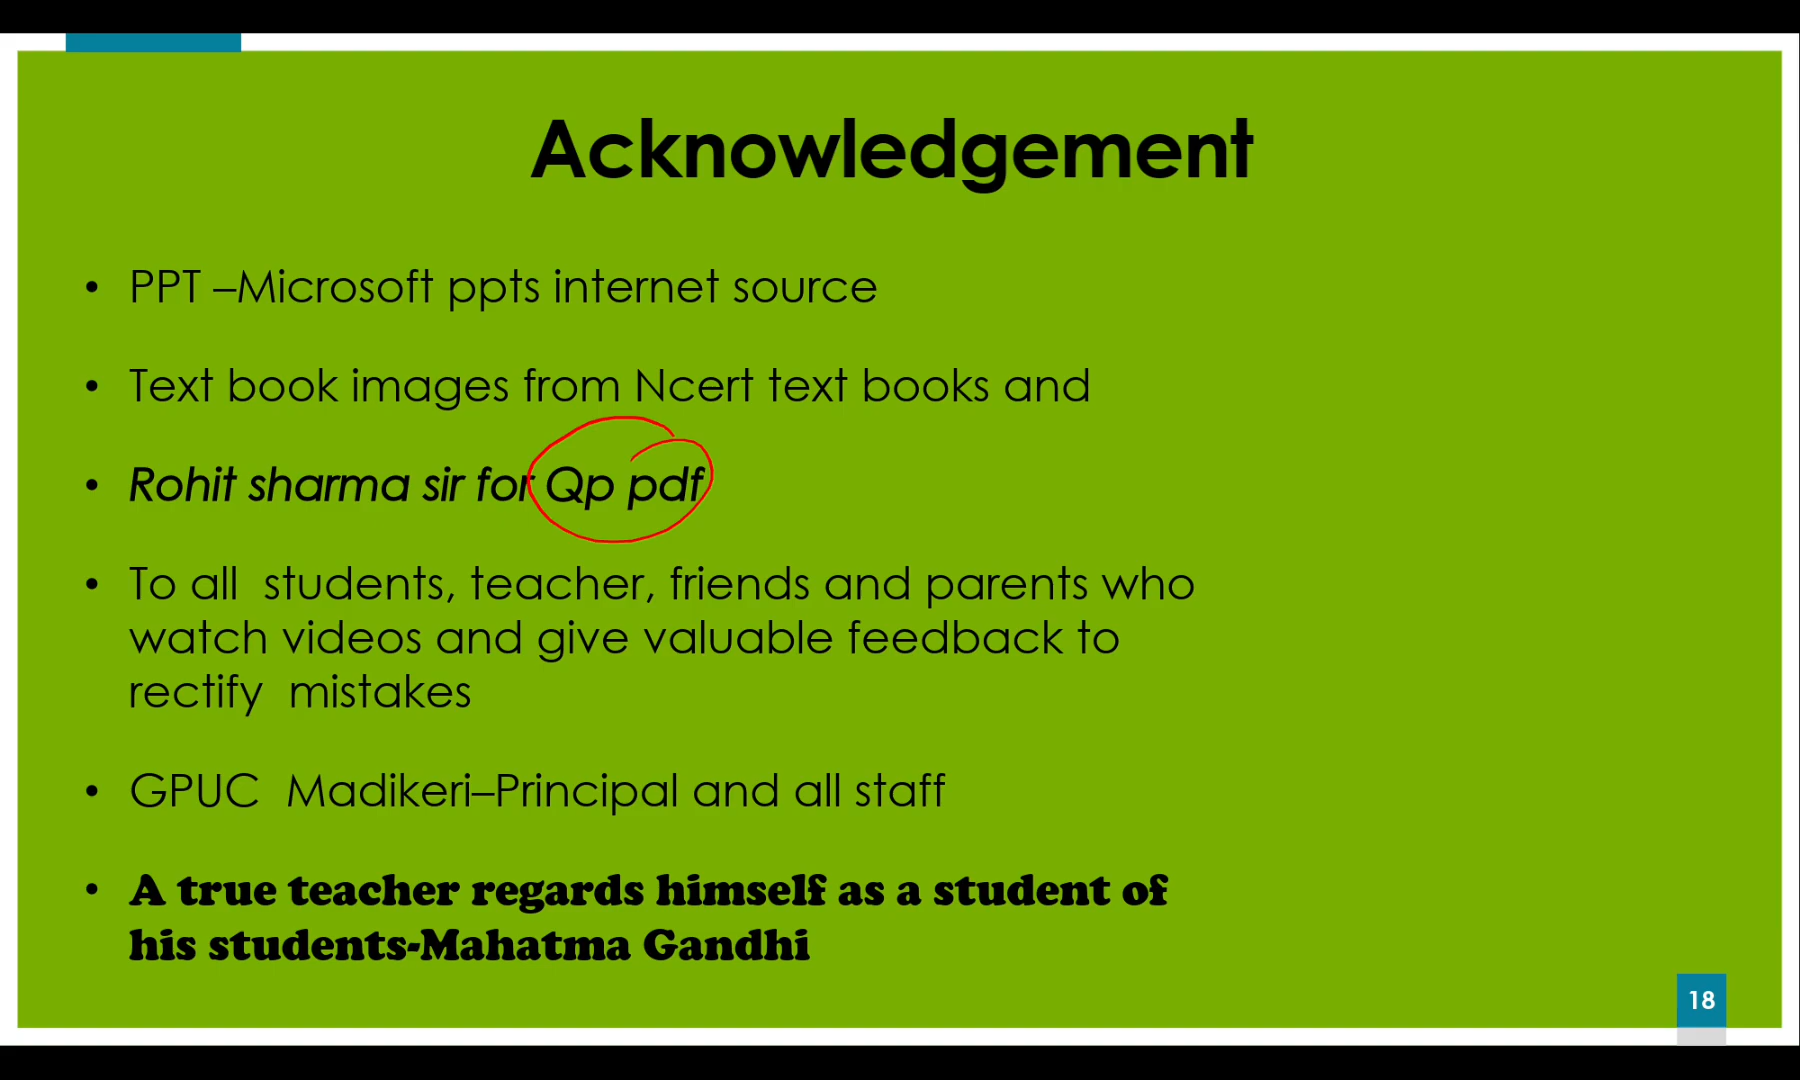 Acknowledgement
• PPT –Microsoft ppts internet source
• Text book images from Ncert text books and
• Rohit sharma sir for Qp pdf
• To all  students, teacher, friends and parents who
watch videos and give valuable feedback to
rectify  mistakes
• GPUC  Madikeri–Principal and all staff
• A true teacher regards himself as a student of
his students-Mahatma Gandhi
18